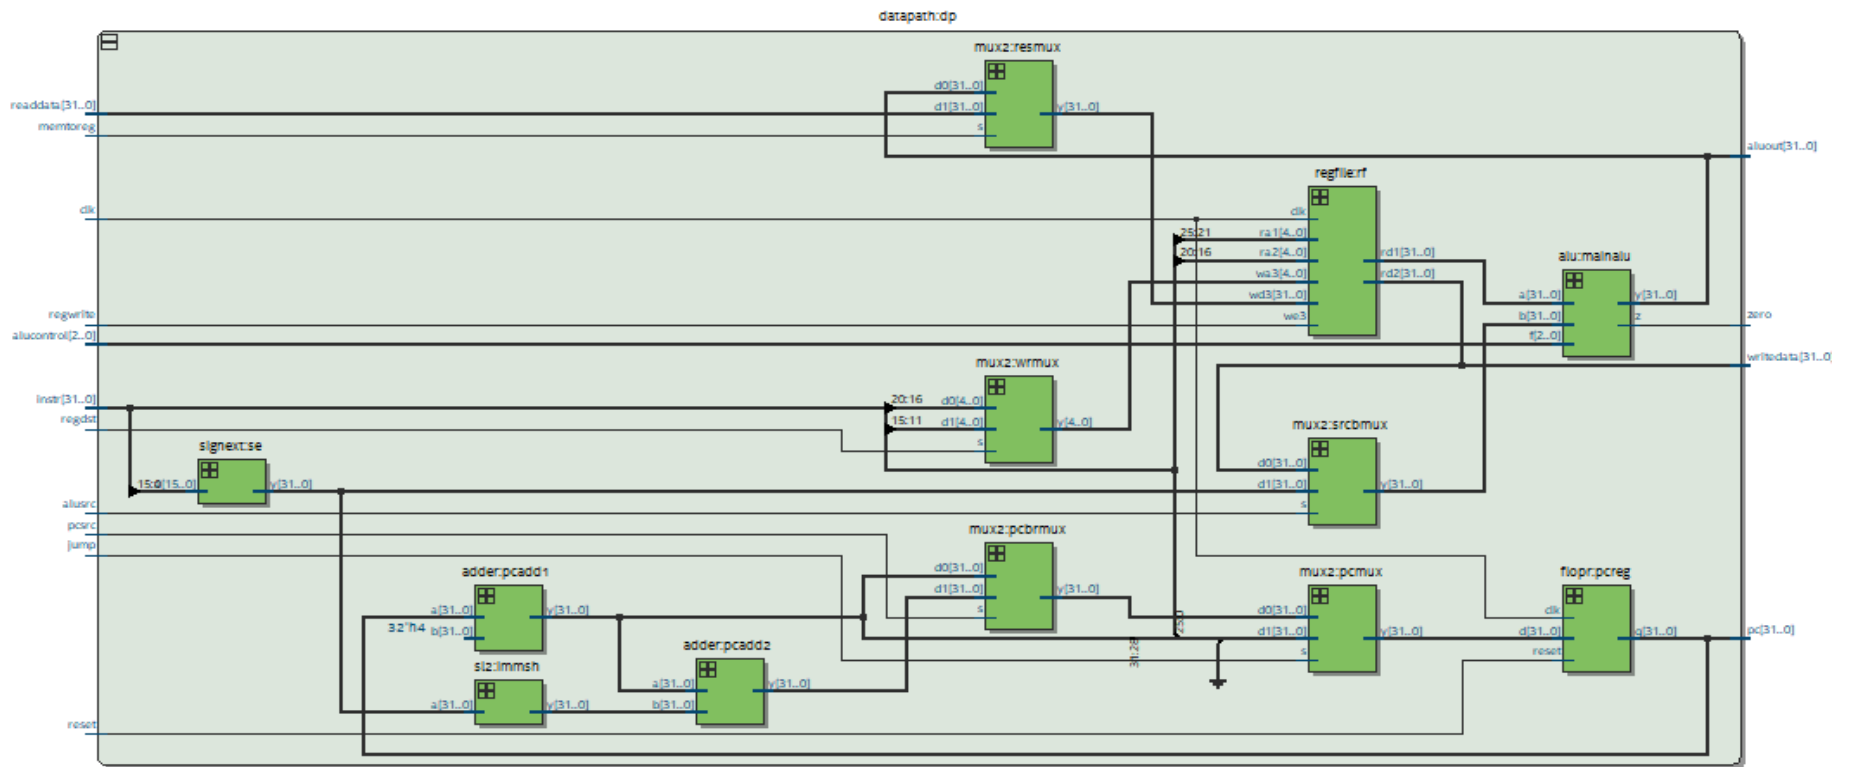 datapath:dp
mux2:resmux
d0[31..0]
readdata[31..0]
d1[31..0]
y[31..0]
memtoreg
s
aluout[31..0]
regfile:rf
clk
clk
25:21
ra1[4..0]
20:16
ra2[4..0]
rd1[31..0]
alu:mainalu
wa3[4..0]
rd2[31..0]
wd3[31..0]
a[31..0]
y[31..0]
regwrite
we3
b[31..0]
z
zero
alucontrol[2..0]
f[2..0]
mux2:wrmux
writedata[31..0]
instr[31..0]
20:16
d0[4..0]
regdst
15:11
d1[4..0]
y[4..0]
s
mux2:srcbmux
signext:se
d0[31..0]
15:0
a[15..0]
y[31..0]
d1[31..0]
y[31..0]
alusrc
s
pcsrc
mux2:pcbrmux
jump
d0[31..0]
adder:pcadd1
mux2:pcmux
flopr:pcreg
d1[31..0]
y[31..0]
a[31..0]
y[31..0]
s
d0[31..0]
clk
32'h4
b[31..0]
25:0
d1[31..0]
y[31..0]
d[31..0]
q[31..0]
pc[31..0]
adder:pcadd2
31:28
s
reset
sl2:immsh
a[31..0]
y[31..0]
a[31..0]
y[31..0]
b[31..0]
reset